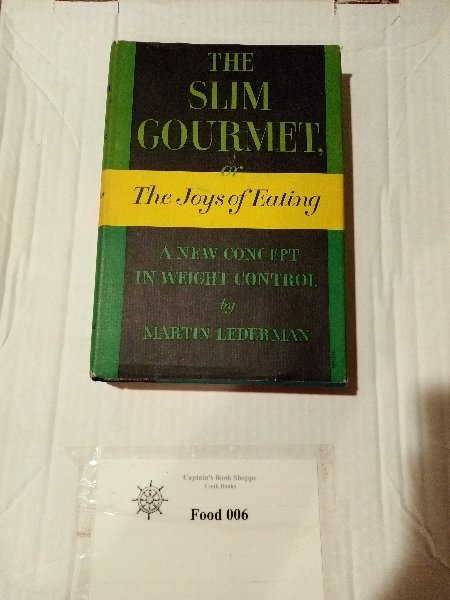 THE
SLIM
GOURMET,
or
The Joys of Eating
A NEW CONCEPT
IN WEIGHT CONTROL
by
MARTIN LEDERMAN
Captain's Book Shoppe
Cook Books
Food 006